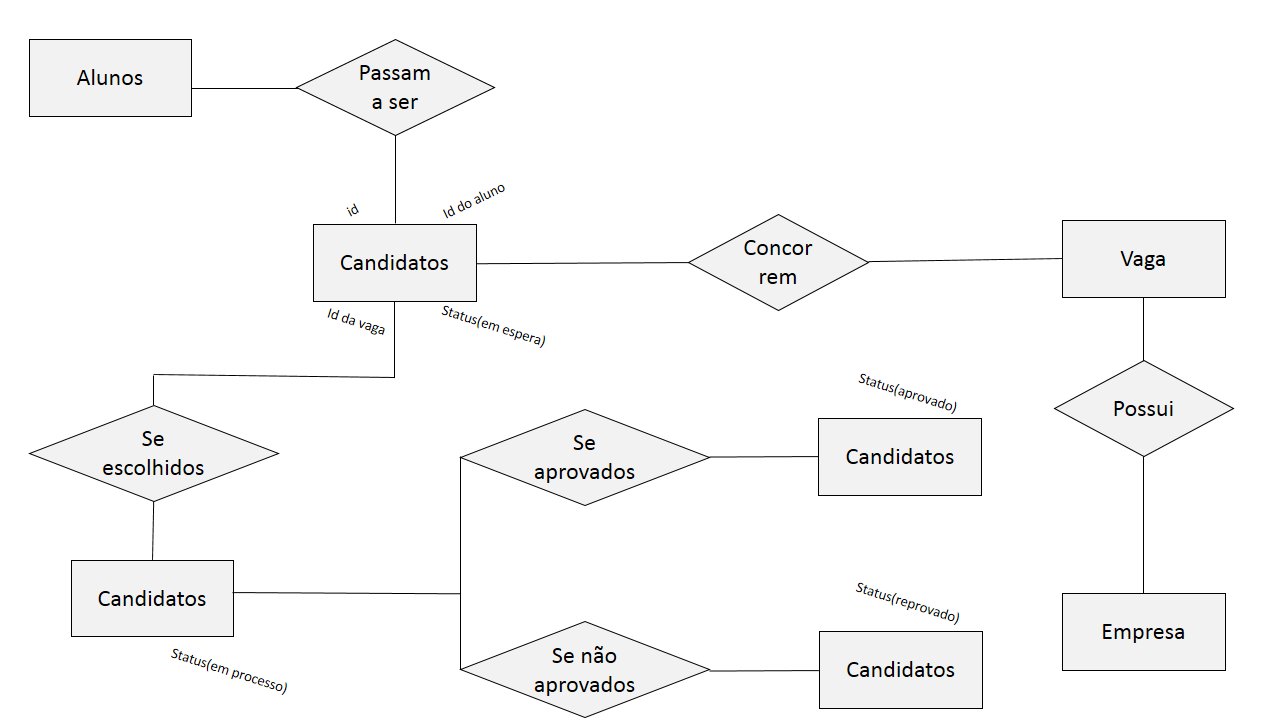 Alunos
Passam
a ser
id
Id do aluno
Candidatos
Concor
rem
Vaga
Id da vaga
Status(em espera)
Possui
Empresa
Se
escolhidos
Candidatos
Status(em processo)
Se
aprovados
Status(aprovado)
Candidatos
Se não
aprovados
Status(reprovado)
Candidatos